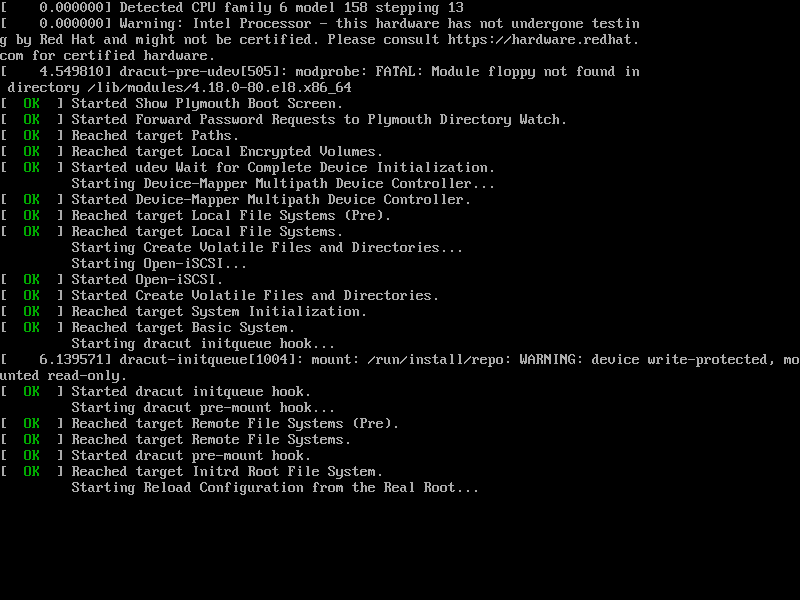 [    0.000000] Detected CPU family 6 model 158 stepping 13
[    0.000000] Warning: Intel Processor - this hardware has not undergone testin
g by Red Hat and might not be certified. Please consult https://hardware.redhat.
com for certified hardware.
[    4.549810] dracut-pre-udev[505]: modprobe: FATAL: Module floppy not found in
 directory /lib/modules/4.18.0-80.el8.x86_64
[  OK  ] Started Show Plymouth Boot Screen.
[  OK  ] Started Forward Password Requests to Plymouth Directory Watch.
[  OK  ] Reached target Paths.
[  OK  ] Reached target Local Encrypted Volumes.
[  OK  ] Started udev Wait for Complete Device Initialization.
         Starting Device-Mapper Multipath Device Controller...
[  OK  ] Started Device-Mapper Multipath Device Controller.
[  OK  ] Reached target Local File Systems (Pre).
[  OK  ] Reached target Local File Systems.
         Starting Create Volatile Files and Directories...
         Starting Open-iSCSI...
[  OK  ] Started Open-iSCSI.
[  OK  ] Started Create Volatile Files and Directories.
[  OK  ] Reached target System Initialization.
[  OK  ] Reached target Basic System.
         Starting dracut initqueue hook...
[    6.139571] dracut-initqueue[1004]: mount: /run/install/repo: WARNING: device write-protected, mo
unted read-only.
[  OK  ] Started dracut initqueue hook.
         Starting dracut pre-mount hook...
[  OK  ] Reached target Remote File Systems (Pre).
[  OK  ] Reached target Remote File Systems.
[  OK  ] Started dracut pre-mount hook.
[  OK  ] Reached target Initrd Root File System.
         Starting Reload Configuration from the Real Root...